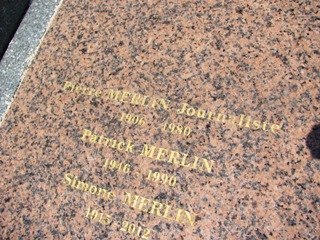 Pierre MERLIN Journaliste
1906 - 1980
Patrick MERLIN
1946 - 1990
Simone MERLIN
1915 - 2012